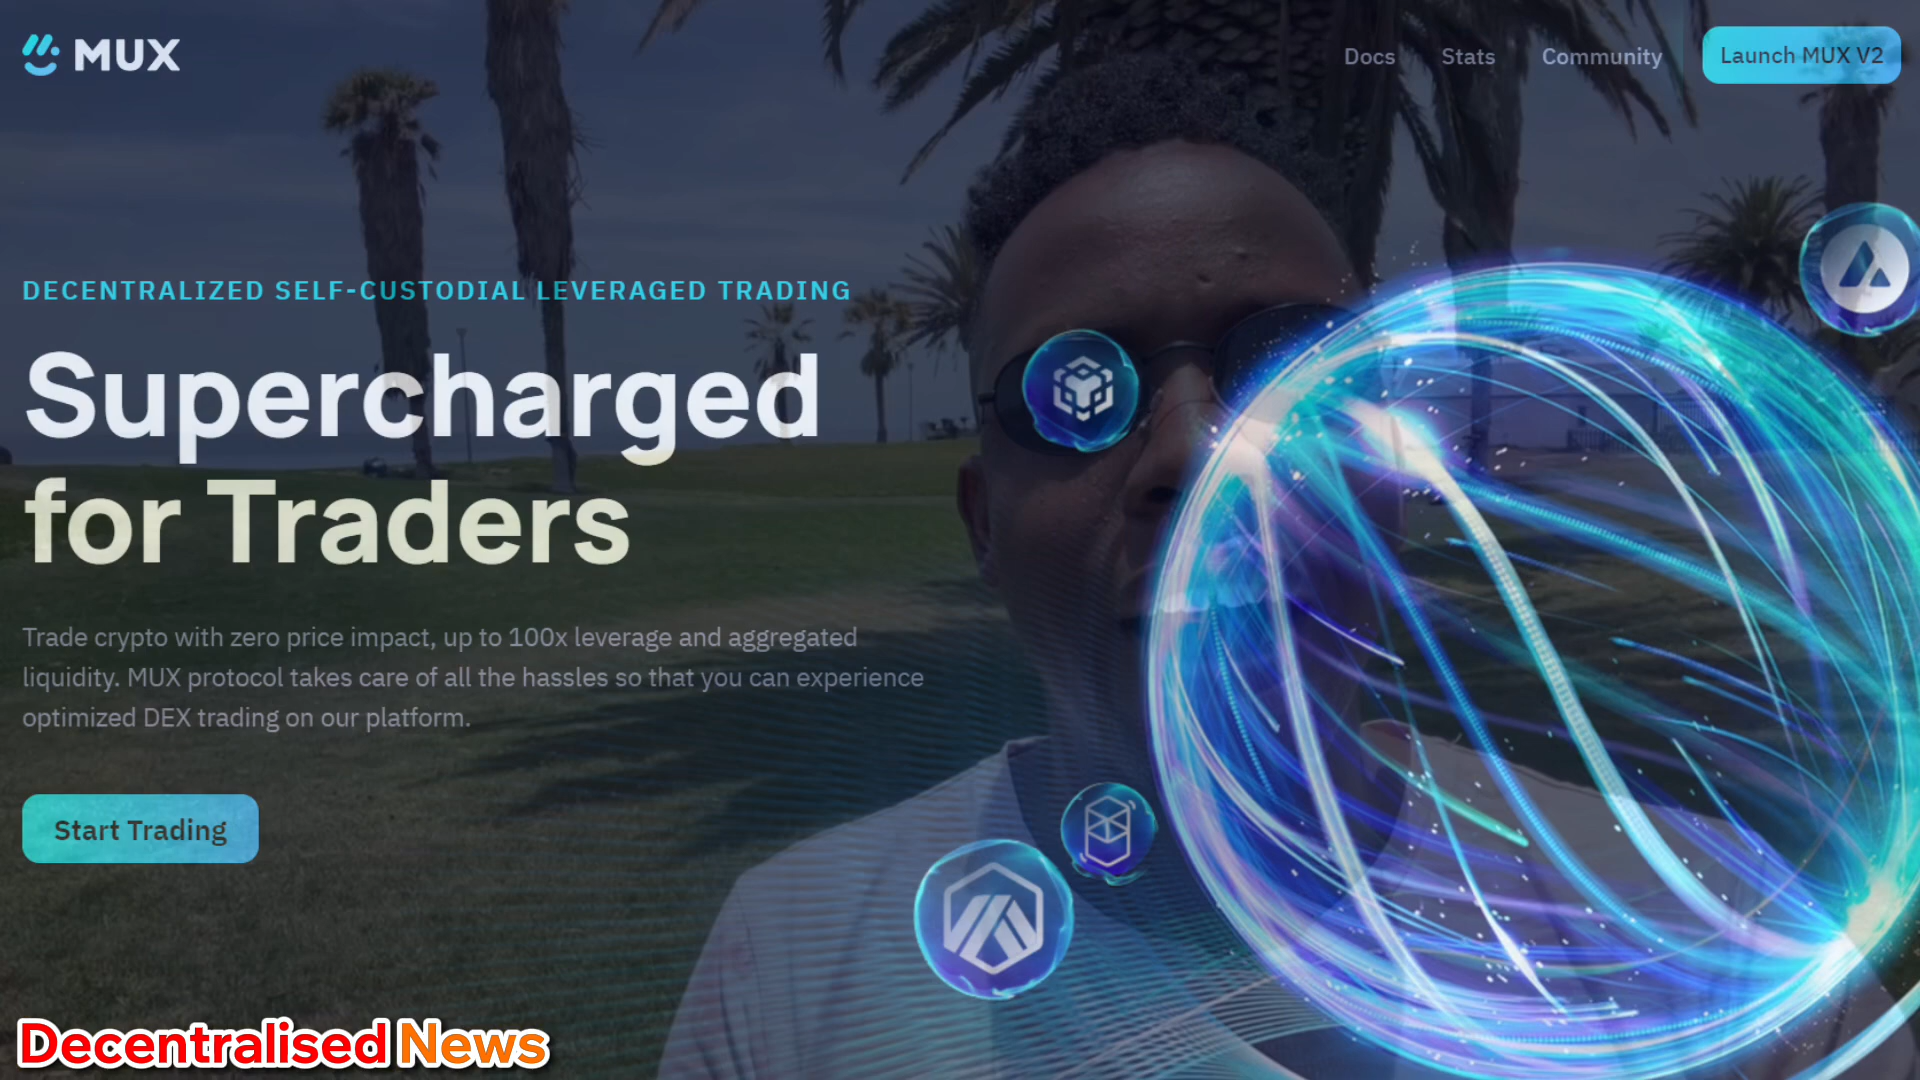 MUX
Docs Stats Community Launch MUX V2
DECENTRALIZED SELF-CUSTODIAL LEVERAGED TRADING
Supercharged
for Traders
Trade crypto with zero price impact, up to 100x leverage and aggregated
liquidity. MUX protocol takes care of all the hassles so that you can experience
optimized DEX trading on our platform.
Start Trading
Decentralised News